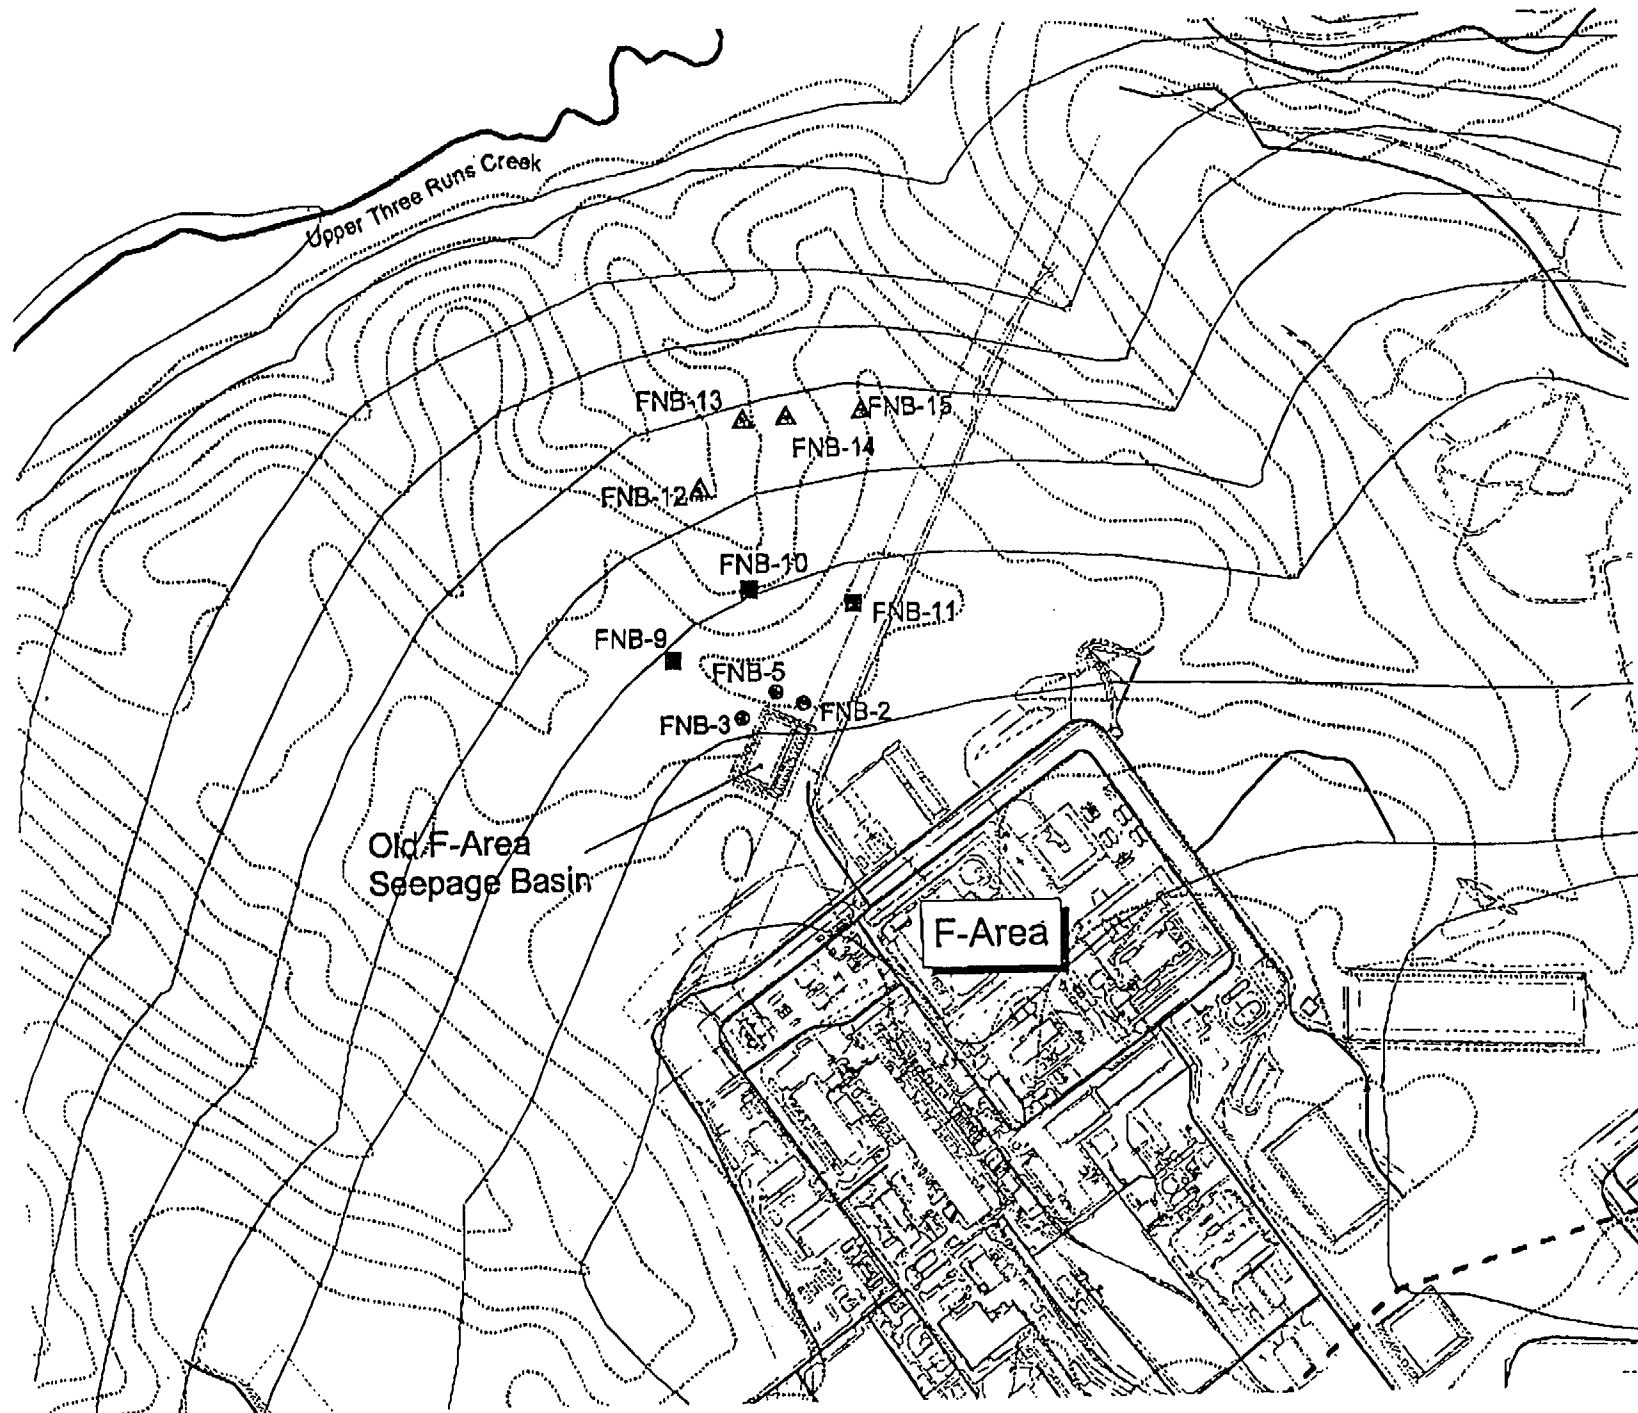 Upper Three Runs Creek
FNB-13
FNB-15
FNB-14
FNB-12
FNB-10
FNB-11
FNB-9
FNB-5
FNB-2
FNB-3
Old F-Area
Seepage Basin
F-Area